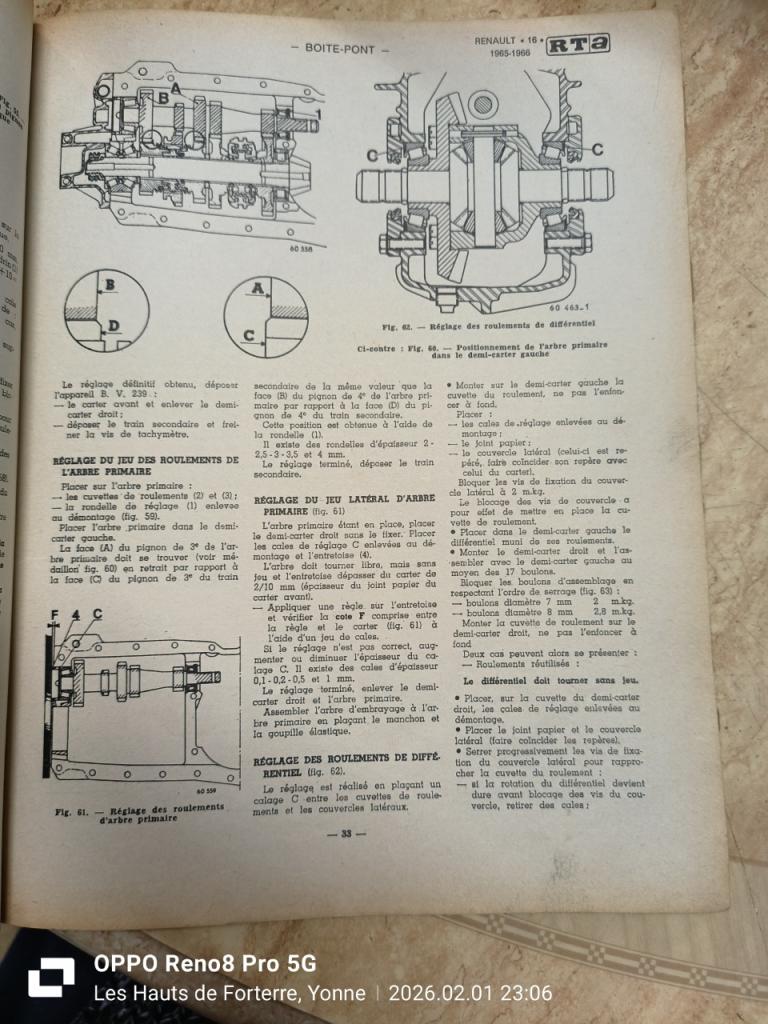 — BOITE-PONT —
RENAULT • 16 •
1965-1966
RTa
A
B
1
60 558
C
C
60 463_1
B
D
A
C
Fig. 62. — Réglage des roulements de différentiel
Ci-contre : Fig. 60. — Positionnement de l'arbre primaire
dans le demi-carter gauche
Le réglage définitif obtenu, déposer
l'appareil B. V. 239 :
— le carter avant et enlever le demi-
carter droit ;
— déposer le train secondaire et frei-
ner la vis de tachymètre.
RÉGLAGE DU JEU DES ROULEMENTS DE
L'ARBRE PRIMAIRE
Placer sur l'arbre primaire :
— les cuvettes de roulements (2) et (3) ;
— la rondelle de réglage (1) enlevée
au démontage (fig. 59).
Placer l'arbre primaire dans le demi-
carter gauche.
La face (A) du pignon de 3e de l'ar-
bre primaire doit se trouver (voir mé-
daillon fig. 60) en retrait par rapport à
la face (C) du pignon de 3e du train
F 4 C
60 559
Fig. 61. — Réglage des roulements
d'arbre primaire
secondaire de la même valeur que la
face (B) du pignon de 4e de l'arbre pri-
maire par rapport à la face (D) du pi-
gnon de 4e du train secondaire.
Cette position est obtenue à l'aide de
la rondelle (1).
Il existe des rondelles d'épaisseur 2 -
2,5 - 3 - 3,5 et 4 mm.
Le réglage terminé, déposer le train
secondaire.
RÉGLAGE DU JEU LATÉRAL D'ARBRE
PRIMAIRE (fig. 61)
L'arbre primaire étant en place, placer
le demi-carter droit sans le fixer. Placer
les cales de réglage C enlevées au dé-
montage et l'entretoise (4).
L'arbre doit tourner libre, mais sans
jeu et l'entretoise dépasser du carter de
2/10 mm (épaisseur du joint papier du
carter avant).
— Appliquer une règle sur l'entretoise
et vérifier la cote F comprise entre
la règle et le carter (fig. 61) à
l'aide d'un jeu de cales.
Si le réglage n'est pas correct, aug-
menter ou diminuer l'épaisseur du ca-
lage C. Il existe des cales d'épaisseur
0,1 - 0,2 - 0,5 et 1 mm.
Le réglage terminé, enlever le demi-
carter droit et l'arbre primaire.
Assembler l'arbre d'embrayage à l'ar-
bre primaire en plaçant le manchon et
la goupille élastique.
RÉGLAGE DES ROULEMENTS DE DIFFÉ-
RENTIEL (fig. 62).
Le réglage est réalisé en plaçant un
calage C entre les cuvettes de roule-
ments et les couvercles latéraux.
• Monter sur le demi-carter gauche la
cuvette du roulement, ne pas l'enfon-
cer à fond.
Placer :
— les cales de réglage enlevées au dé-
montage ;
— le joint papier ;
— le couvercle latéral (celui-ci est re-
péré, faire coïncider son repère avec
celui du carter).
Bloquer les vis de fixation du couver-
cle latéral à 2 m.kg.
Le blocage des vis de couvercle a
pour effet de mettre en place la cu-
vette de roulement.
• Placer dans le demi-carter gauche le
différentiel muni de ses roulements.
• Monter le demi-carter droit et l'as-
sembler avec le demi-carter gauche au
moyen des 17 boulons.
Bloquer les boulons d'assemblage en
respectant l'ordre de serrage (fig. 63) :
— boulons diamètre 7 mm 2 m.kg.
— boulons diamètre 8 mm 2,8 m.kg.
Monter la cuvette de roulement sur le
demi-carter droit, ne pas l'enfoncer à
fond
Deux cas peuvent alors se présenter :
— Roulements réutilisés :
Le différentiel doit tourner sans jeu.
• Placer, sur la cuvette du demi-carter
droit, les cales de réglage enlevées au
démontage.
• Placer le joint papier et le couvercle
latéral (faire coïncider les repères).
• Serrer progressivement les vis de fixa-
tion du couvercle latéral pour rappro-
cher la cuvette du roulement :
— si la rotation du différentiel devient
dure avant blocage des vis du cou-
vercle, retirer des cales ;
— 33 —
OPPO Reno8 Pro 5G
Les Hauts de Forterre, Yonne | 2026.02.01 23:06